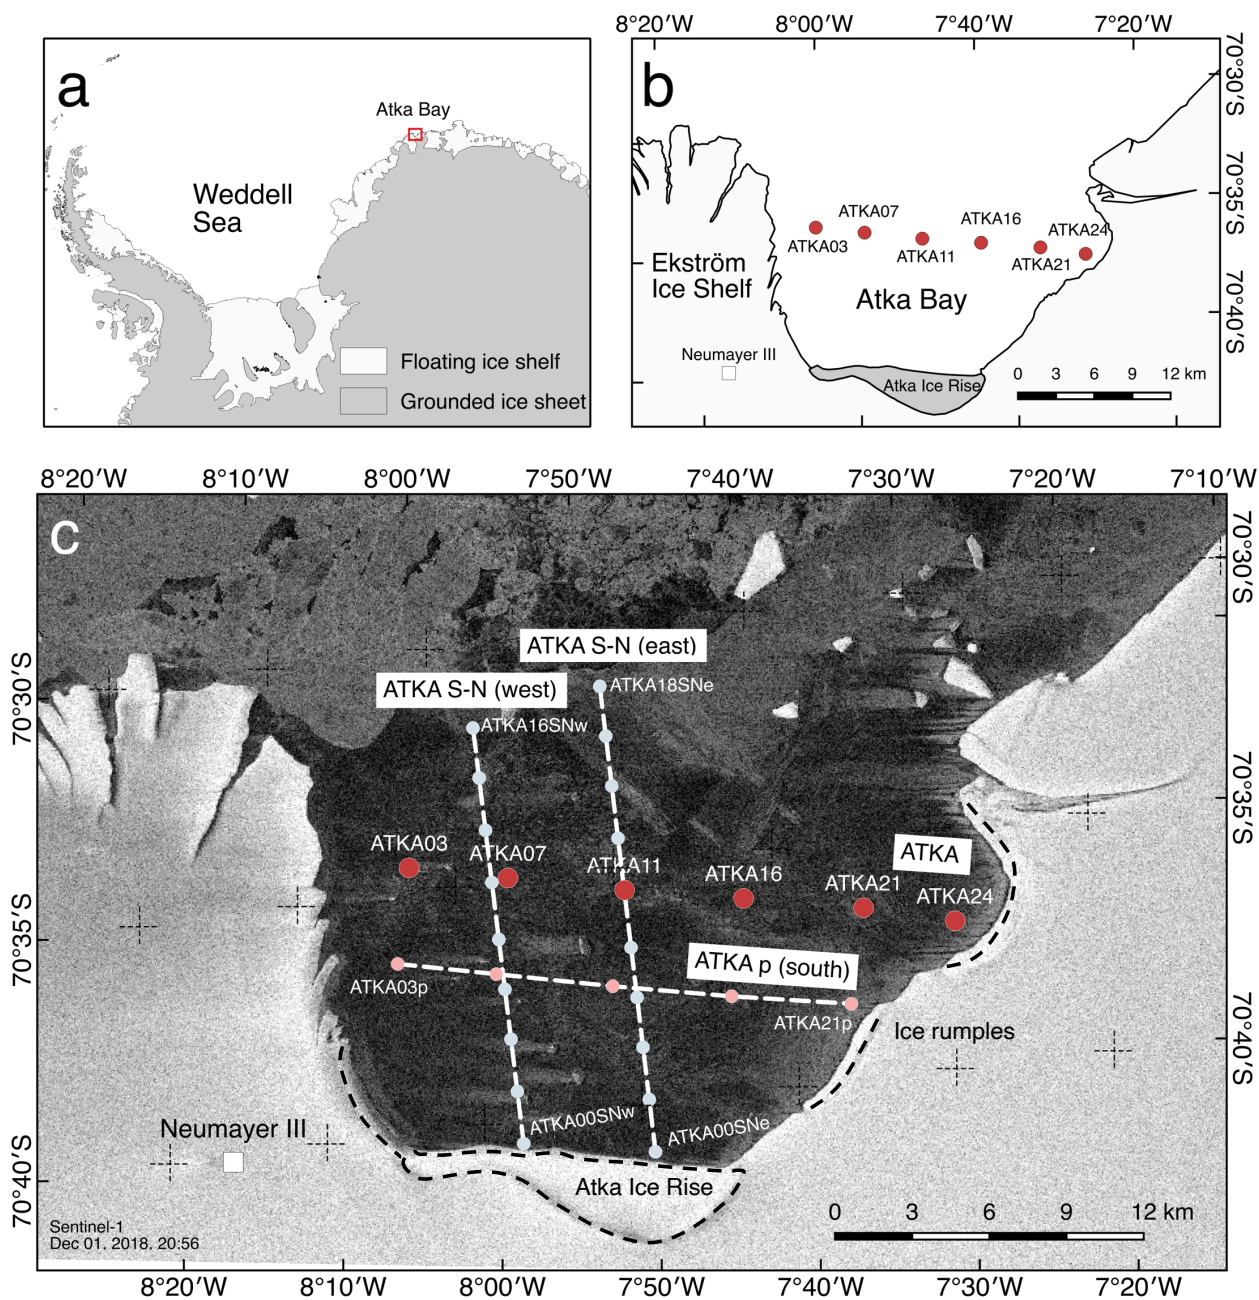 a
Atka Bay
Weddell
Sea
Floating ice shelf
Grounded ice sheet
8°20′W 8°00′W 7°40′W 7°20′W
b
70°30′S
70°35′S
70°40′S
ATKA03
ATKA07
ATKA11
ATKA16
ATKA21
ATKA24
Ekström
Ice Shelf
Atka Bay
Neumayer III
Atka Ice Rise
0 3 6 9 12 km
8°20′W 8°10′W 8°00′W 7°50′W 7°40′W 7°30′W 7°20′W 7°10′W
c
70°30′S
70°35′S
70°40′S
70°30′S
70°35′S
70°40′S
ATKA S-N (east)
ATKA S-N (west)
ATKA18SNe
ATKA16SNw
ATKA03
ATKA07
ATKA11
ATKA16
ATKA21
ATKA24
ATKA
ATKA p (south)
ATKA03p
ATKA21p
Ice rumples
ATKA00SNw
ATKA00SNe
Neumayer III
Atka Ice Rise
0 3 6 9 12 km
Sentinel-1
Dec 01, 2018, 20:56
8°20′W 8°10′W 8°00′W 7°50′W 7°40′W 7°30′W 7°20′W